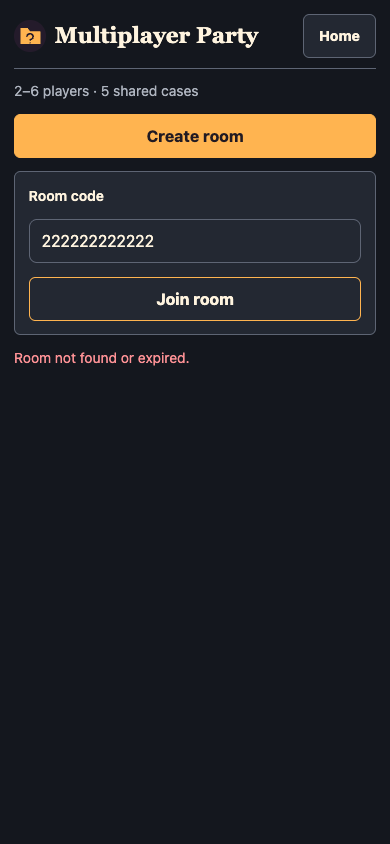 Multiplayer Party
Home
2–6 players · 5 shared cases
Create room
Room code
222222222222
Join room
Room not found or expired.